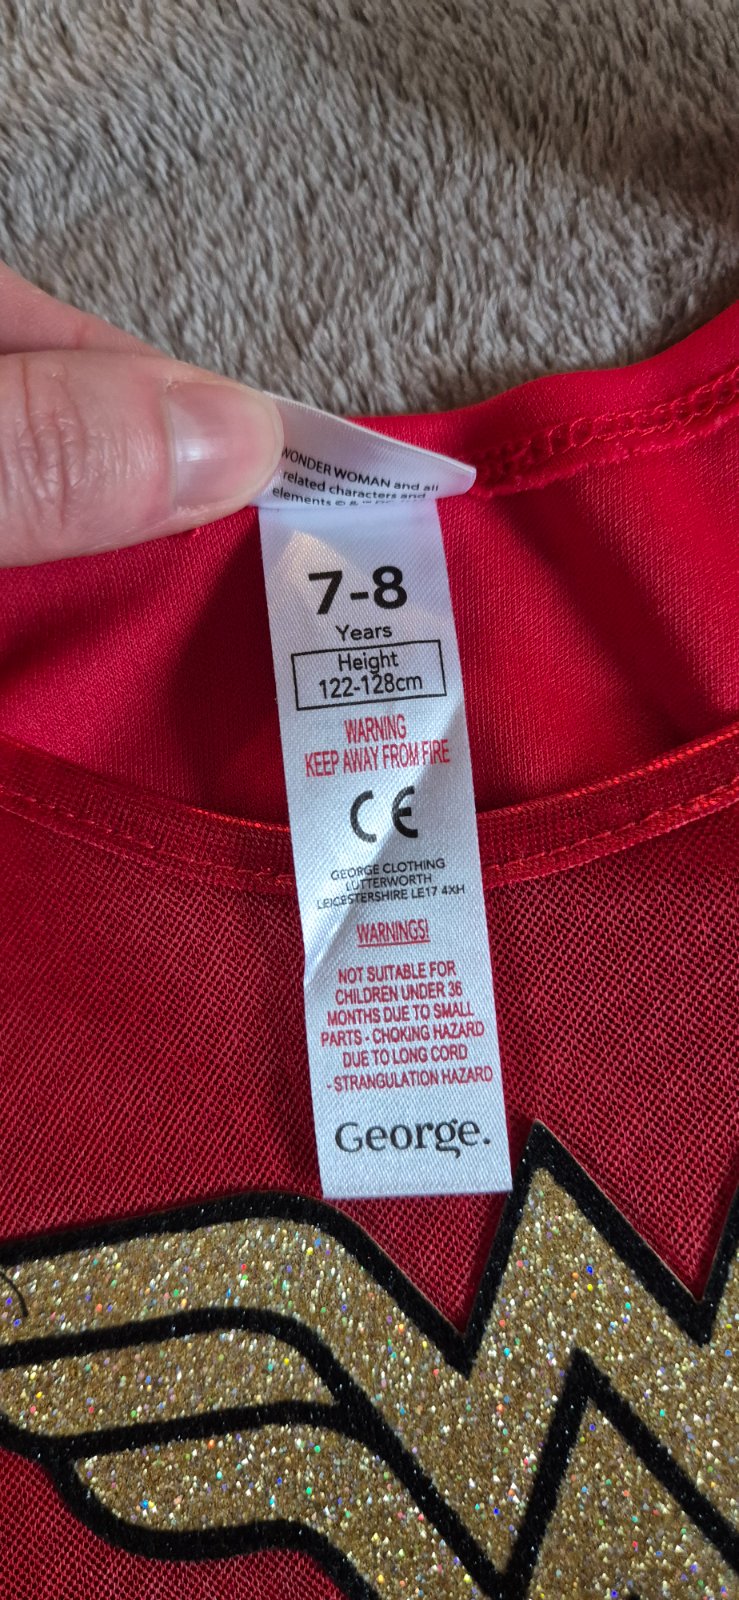 WONDER WOMAN and all
related characters and
elements © & ™
7-8
Years
Height
122-128cm
WARNING
KEEP AWAY FROM FIRE
CE
GEORGE CLOTHING
LUTTERWORTH
LEICESTERSHIRE LE17 4XH
WARNINGS!
NOT SUITABLE FOR
CHILDREN UNDER 36
MONTHS DUE TO SMALL
PARTS - CHOKING HAZARD
DUE TO LONG CORD
- STRANGULATION HAZARD
George.